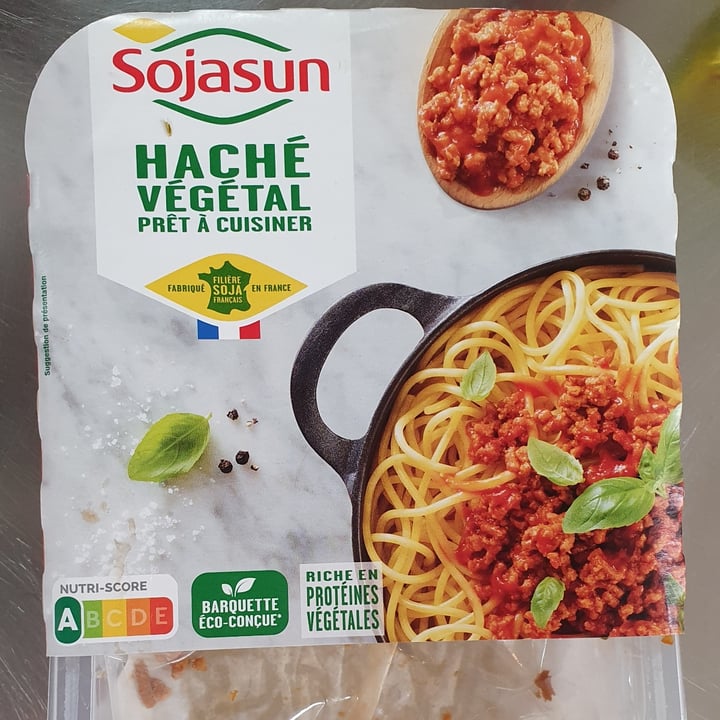 Sojasun
HACHÉ
VÉGÉTAL
PRÊT À CUISINER
FABRIQUÉ
FILIÈRE
SOJA
FRANÇAIS
EN FRANCE
Suggestion de présentation
NUTRI-SCORE
A B C D E
BARQUETTE
ÉCO-CONÇUE*
RICHE EN
PROTÉINES
VÉGÉTALES